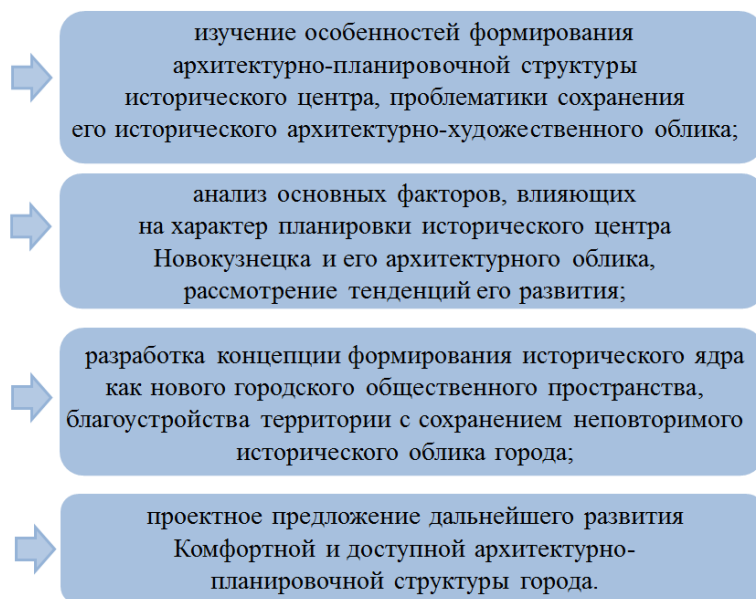 изучение особенностей формирования
архитектурно-планировочной структуры
исторического центра, проблематики сохранения
его исторического архитектурно-художественного облика;
анализ основных факторов, влияющих
на характер планировки исторического центра
Новокузнецка и его архитектурного облика,
рассмотрение тенденций его развития;
разработка концепции формирования исторического ядра
как нового городского общественного пространства,
благоустройства территории с сохранением неповторимого
исторического облика города;
проектное предложение дальнейшего развития
Комфортной и доступной архитектурно-
планировочной структуры города.